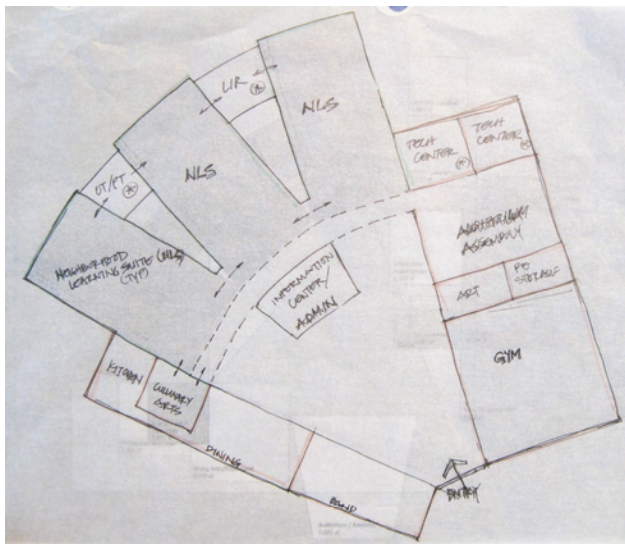 LIR
NLS
TECH
CENTER
TECH
CENTER
OT/PT
NLS
ASSEMBLY
NEIGHBORHOOD
LEARNING SUITE (NLS)
(TYP)
INFORMATION
CENTER/
ADMIN
ART
PE
STORAGE
GYM
KITCHEN
CULINARY
ARTS
DINING
BAND
ENTRY